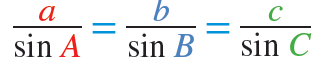 a/sin A = b/sin B = c/sin C